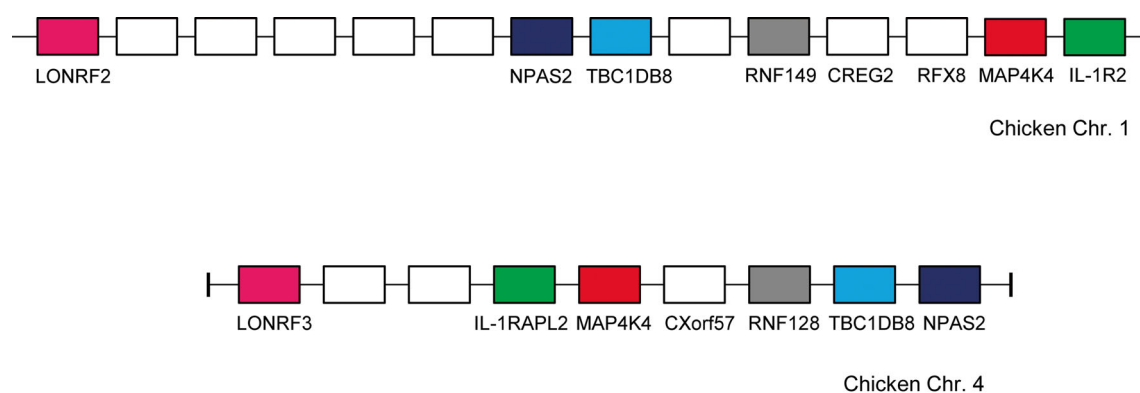 LONRF2 NPAS2 TBC1DB8 RNF149 CREG2 RFX8 MAP4K4 IL-1R2
Chicken Chr. 1
LONRF3 IL-1RAPL2 MAP4K4 CXorf57 RNF128 TBC1DB8 NPAS2
Chicken Chr. 4